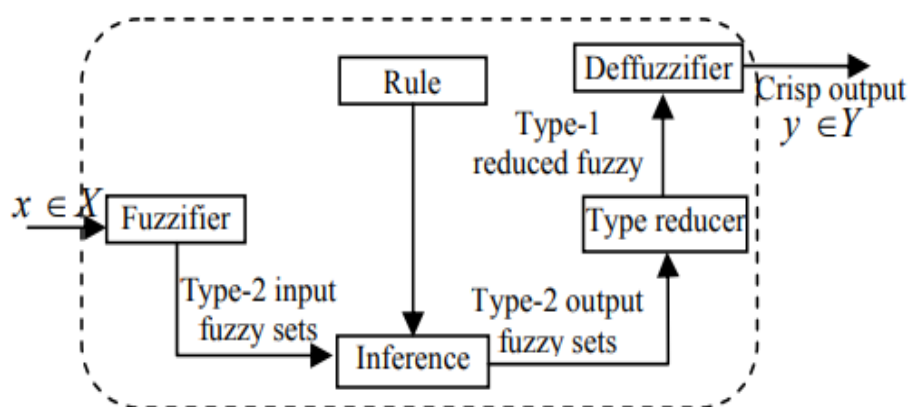 Rule
Deffuzzifier
Crisp output
y ∈Y
Type-1
reduced fuzzy
x ∈ X
Fuzzifier
Type reducer
Type-2 input
fuzzy sets
Type-2 output
fuzzy sets
Inference